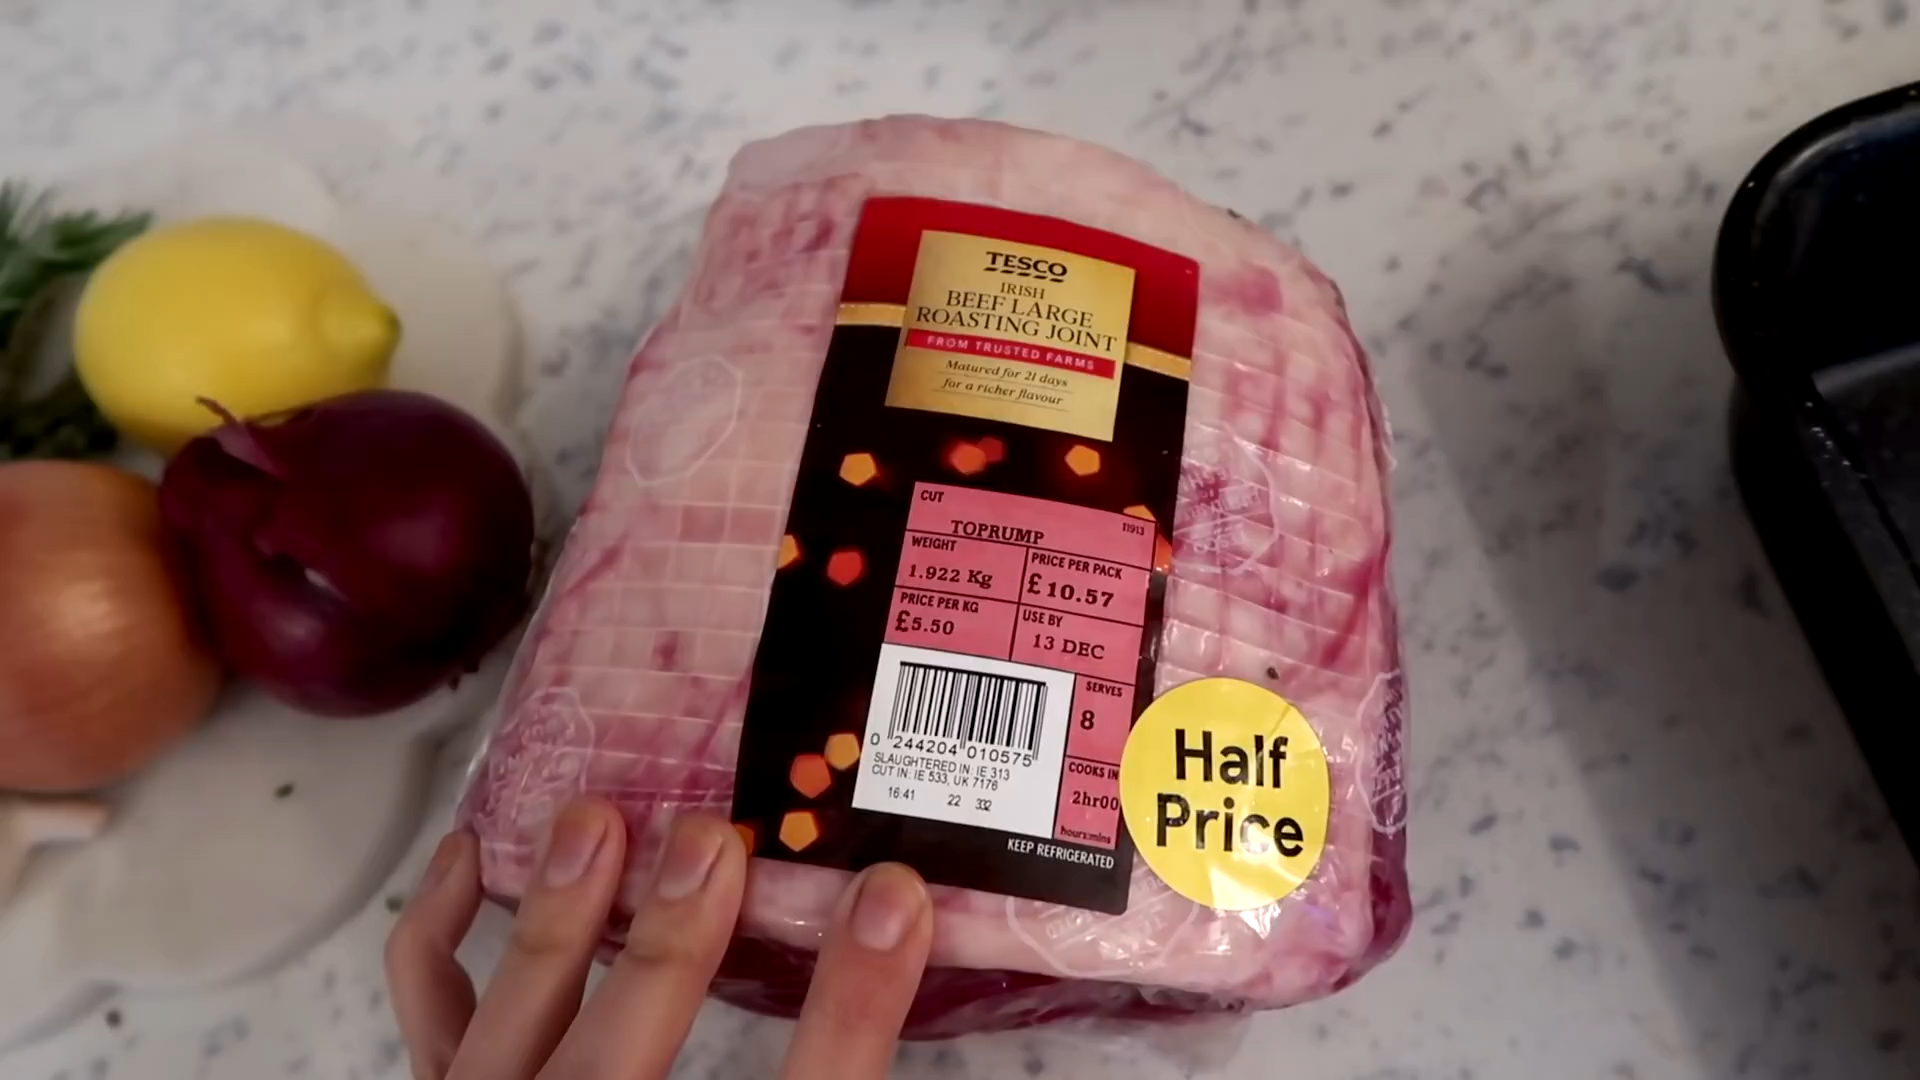 TESCO
IRISH
BEEF LARGE
ROASTING JOINT
FROM TRUSTED FARMS
Matured for 21 days
for a richer flavour
CUT
11913
TOPRUMP
WEIGHT
1.922 Kg
PRICE PER PACK
£10.57
PRICE PER KG
£5.50
USE BY
13 DEC
SERVES
8
0 244204 010575
SLAUGHTERED IN: IE 313
CUT IN: IE 533, UK 7176
16:41 22 332
COOKS IN
2hr00
hours:mins
KEEP REFRIGERATED
Half
Price